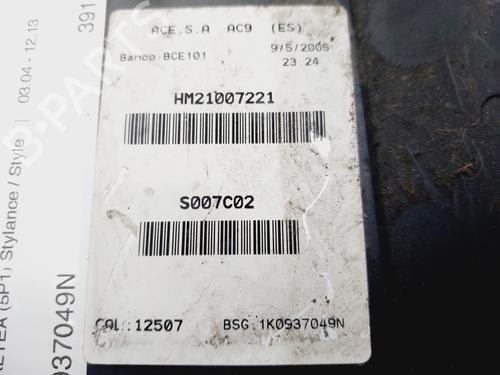 ACE,S.A AC9 (ES)
Banco:BCE101 9/5/2005
23 24
HM21007221
S007C02
CAL.:12507 BSG:1K0937049N
391
03.04 - 12.13
ALTEA (5P1) Stylance / Style
937049N